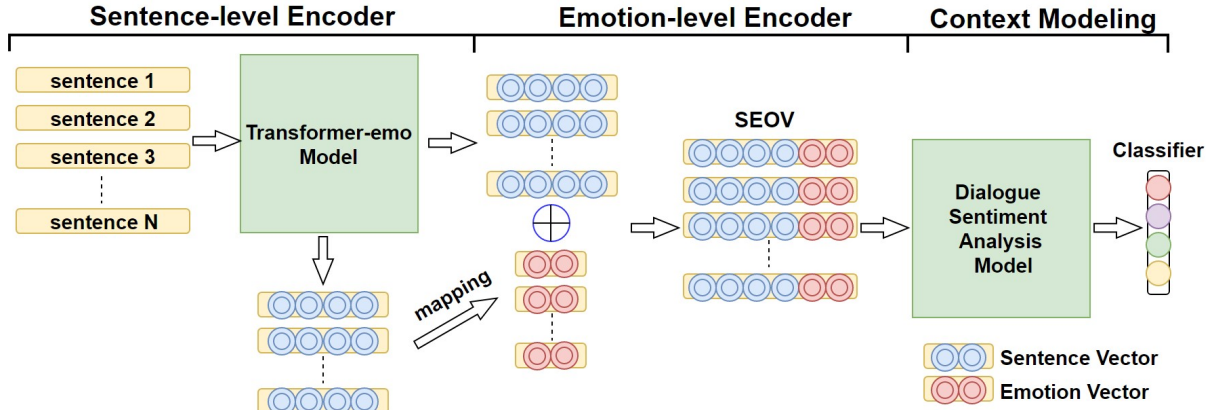 Sentence-level Encoder
Emotion-level Encoder
Context Modeling
sentence 1
sentence 2
sentence 3
sentence N
Transformer-emo
Model
mapping
SEOV
Dialogue
Sentiment
Analysis
Model
Classifier
Sentence Vector
Emotion Vector